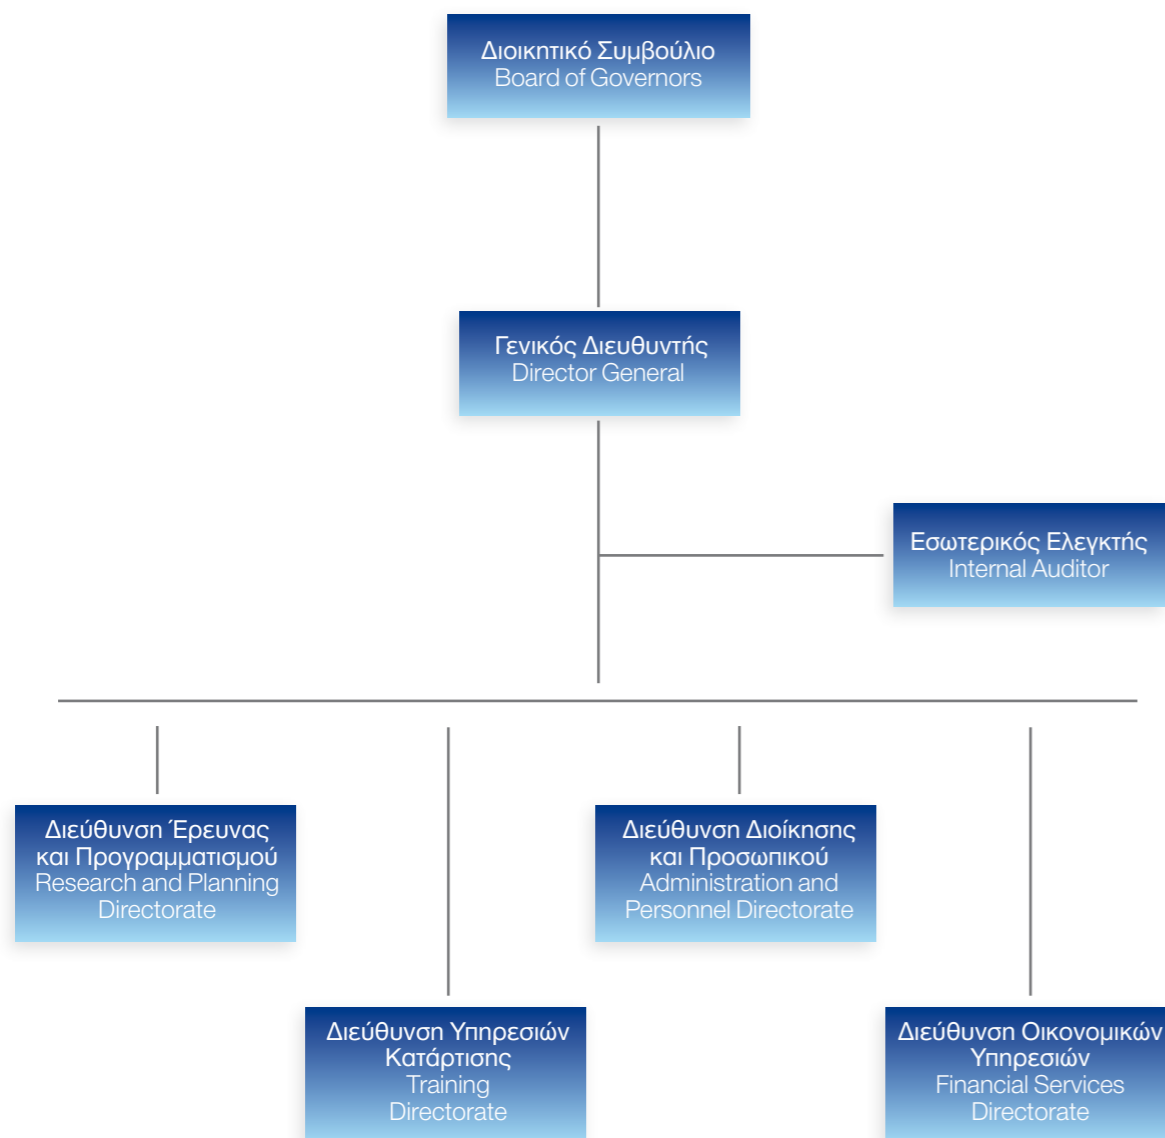 Διοικητικό Συμβούλιο
Board of Governors
Γενικός Διευθυντής
Director General
Εσωτερικός Ελεγκτής
Internal Auditor
Διεύθυνση Έρευνας
και Προγραμματισμού
Research and Planning
Directorate
Διεύθυνση Διοίκησης
και Προσωπικού
Administration and
Personnel Directorate
Διεύθυνση Υπηρεσιών
Κατάρτισης
Training
Directorate
Διεύθυνση Οικονομικών
Υπηρεσιών
Financial Services
Directorate